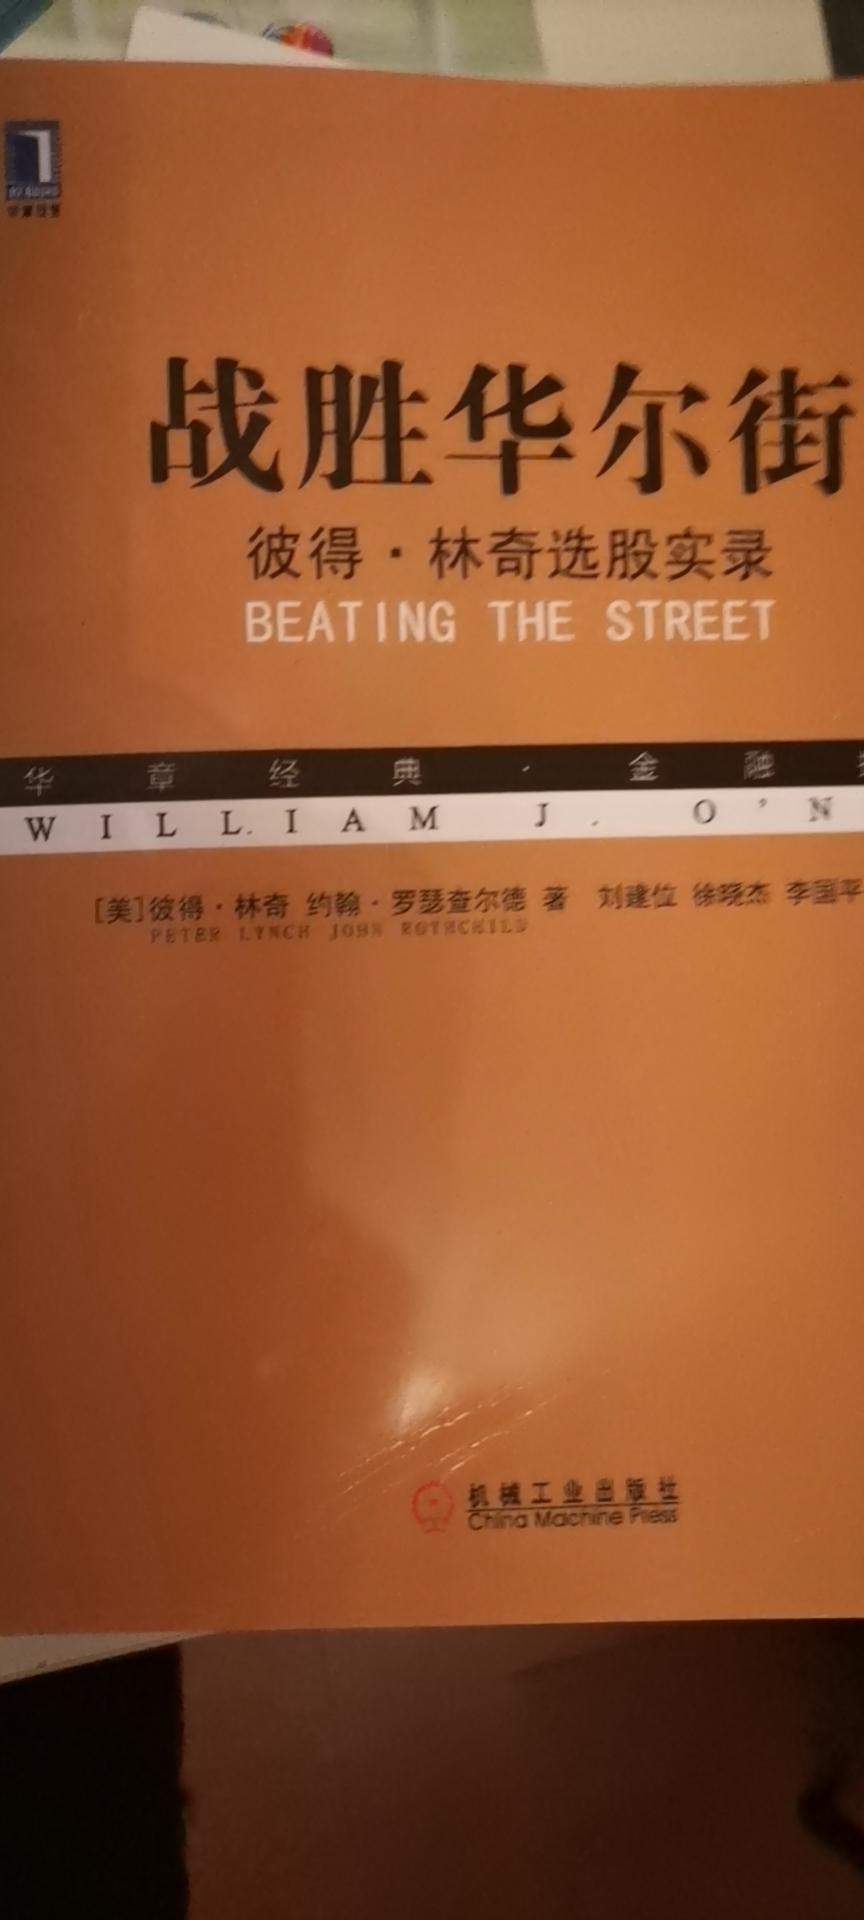 战胜华尔街
彼得·林奇选股实录
BEATING THE STREET
华章经典·金融
WILLIAM J. O'N
[美]彼得·林奇 约翰·罗瑟查尔德 著 刘建位 徐晓杰 李国平
PETER LYNCH JOHN ROTHCHILD
机械工业出版社
China Machine Press